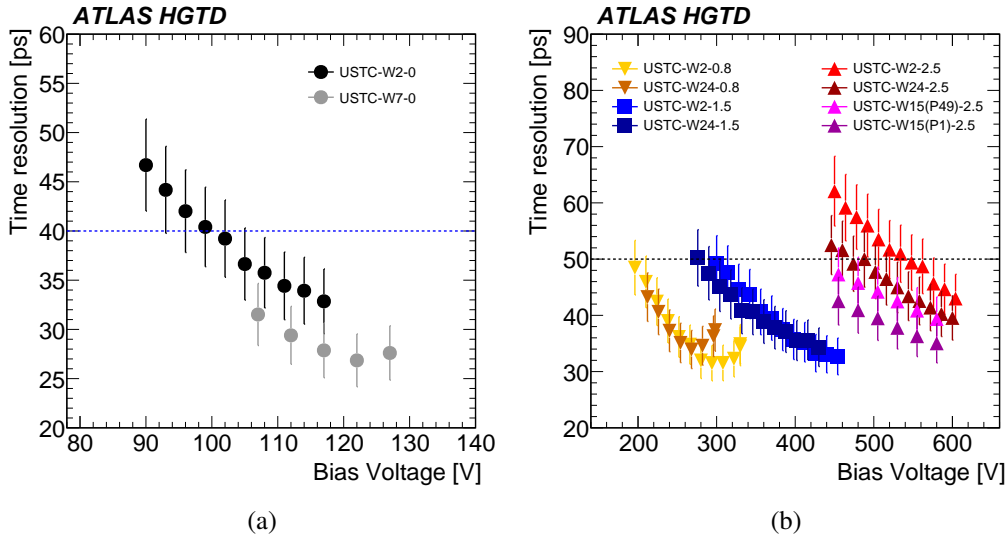 ATLAS HGTD
Time resolution [ps]
60
55
50
45
40
35
30
25
20
USTC-W2-0
USTC-W7-0
80 90 100 110 120 130 140
Bias Voltage [V]
(a)
ATLAS HGTD
Time resolution [ps]
90
80
70
60
50
40
30
20
USTC-W2-0.8
USTC-W24-0.8
USTC-W2-1.5
USTC-W24-1.5
USTC-W2-2.5
USTC-W24-2.5
USTC-W15(P49)-2.5
USTC-W15(P1)-2.5
200 300 400 500 600
Bias Voltage [V]
(b)